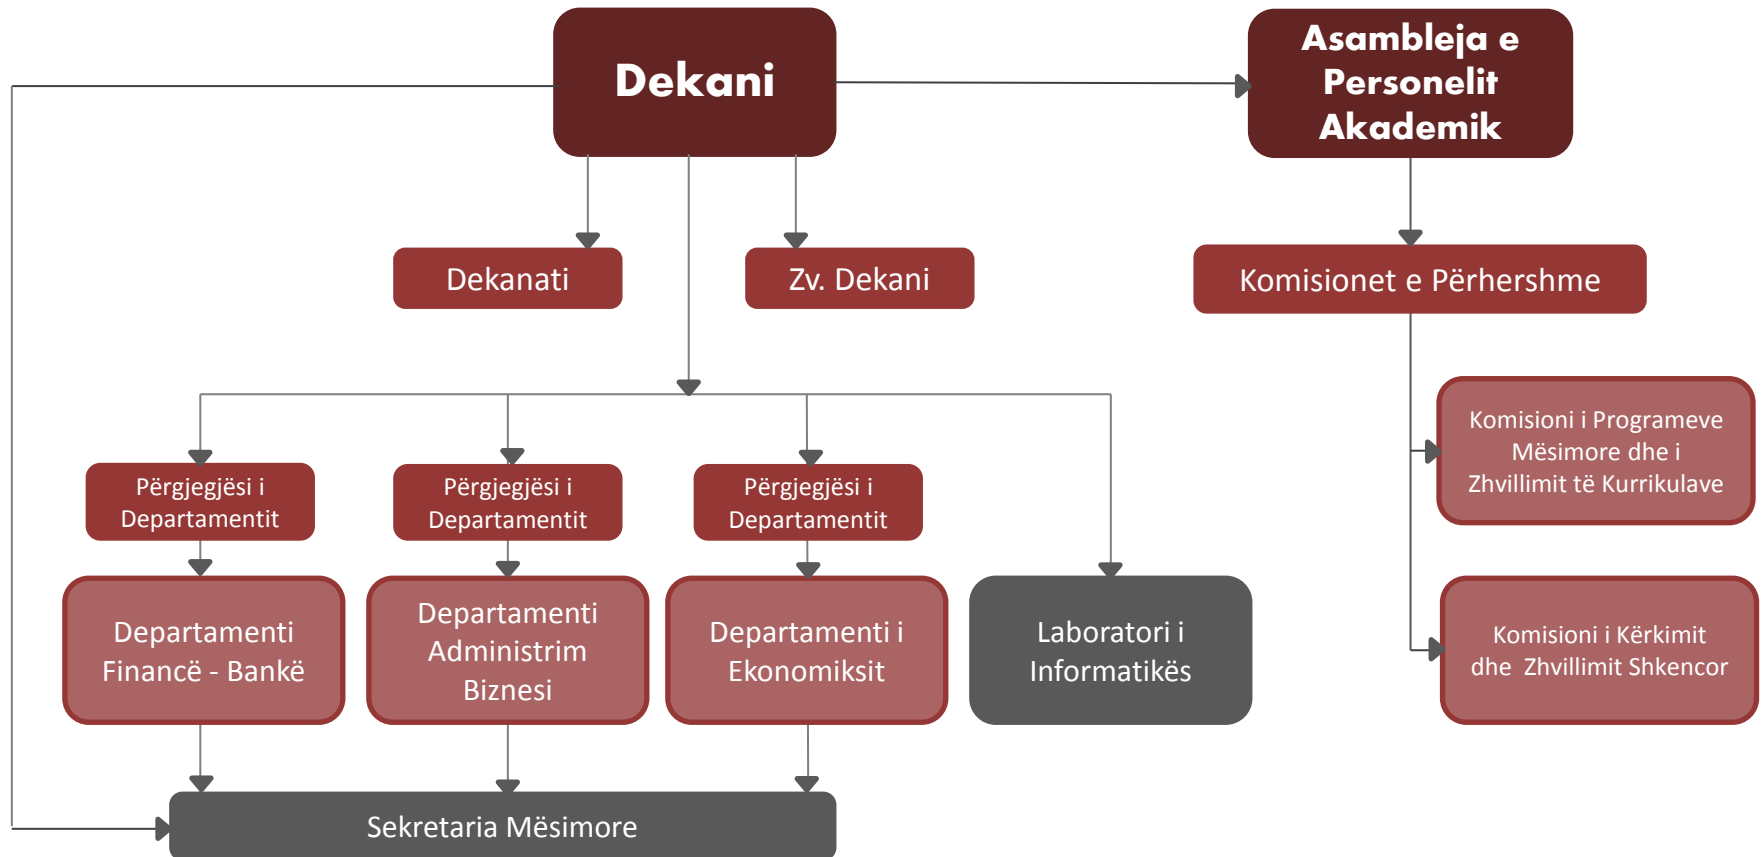 Dekani
Asambleja e
Personelit
Akademik
Dekanati
Zv. Dekani
Komisionet e Përhershme
Komisioni i Programeve
Mësimore dhe i
Zhvillimit të Kurrikulave
Përgjegjësi i
Departamentit
Përgjegjësi i
Departamentit
Përgjegjësi i
Departamentit
Departamenti
Financë - Bankë
Departamenti
Administrim
Biznesi
Departamenti i
Ekonomiksit
Laboratori i
Informatikës
Komisioni i Kërkimit
dhe Zhvillimit Shkencor
Sekretaria Mësimore